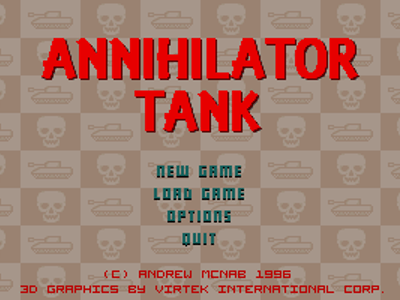 ANNIHILATOR
TANK
NEW GAME
LOAD GAME
OPTIONS
QUIT
(C) ANDREW MCNAB 1996
3D GRAPHICS BY VIRTEK INTERNATIONAL CORP.